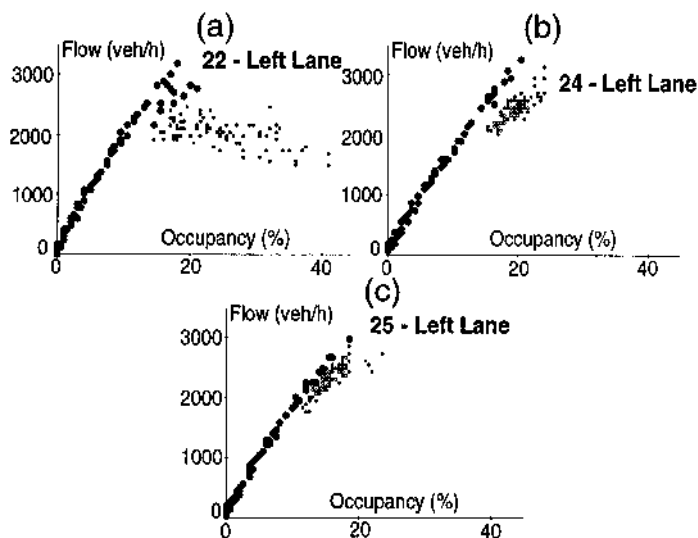 (a)
Flow (veh/h)
22 - Left Lane
3000
2000
1000
0
Occupancy (%)
0
20
40
(b)
Flow (veh/h)
24 - Left Lane
3000
2000
1000
0
Occupancy (%)
0
20
40
(c)
Flow (veh/h)
25 - Left Lane
3000
2000
1000
0
Occupancy (%)
0
20
40